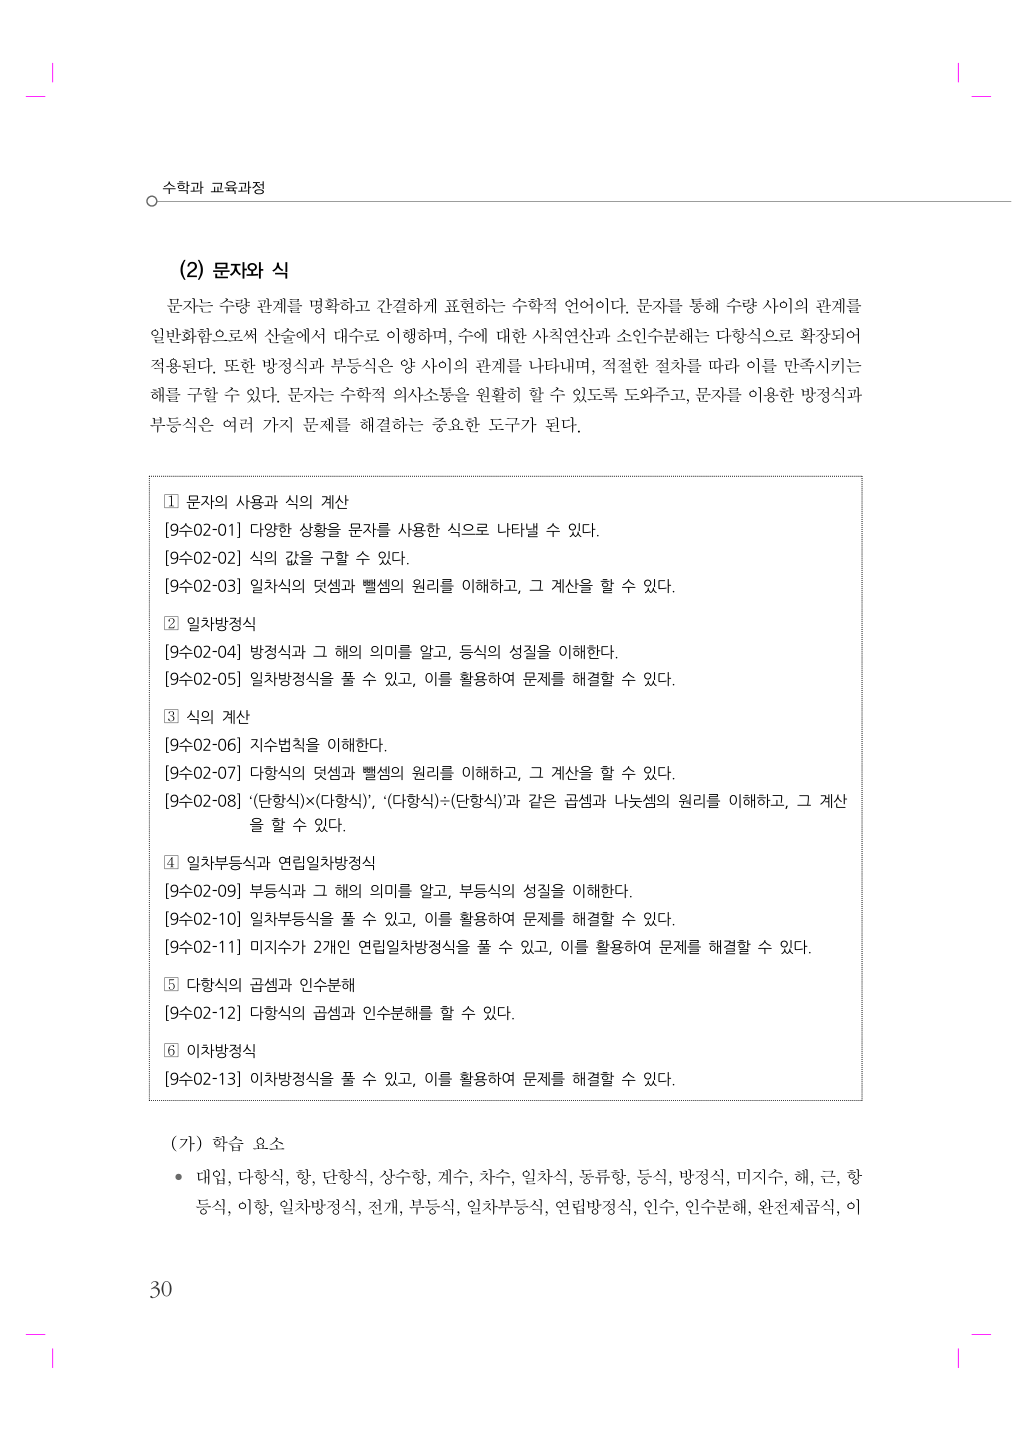 수학과 교육과정
(2) 문자와 식
문자는 수량 관계를 명확하고 간결하게 표현하는 수학적 언어이다. 문자를 통해 수량 사이의 관계를
일반화함으로써 산술에서 대수로 이행하며, 수에 대한 사칙연산과 소인수분해는 다항식으로 확장되어
적용된다. 또한 방정식과 부등식은 양 사이의 관계를 나타내며, 적절한 절차를 따라 이를 만족시키는
해를 구할 수 있다. 문자는 수학적 의사소통을 원활히 할 수 있도록 도와주고, 문자를 이용한 방정식과
부등식은 여러 가지 문제를 해결하는 중요한 도구가 된다.
1 문자의 사용과 식의 계산
[9수02-01] 다양한 상황을 문자를 사용한 식으로 나타낼 수 있다.
[9수02-02] 식의 값을 구할 수 있다.
[9수02-03] 일차식의 덧셈과 뺄셈의 원리를 이해하고, 그 계산을 할 수 있다.
2 일차방정식
[9수02-04] 방정식과 그 해의 의미를 알고, 등식의 성질을 이해한다.
[9수02-05] 일차방정식을 풀 수 있고, 이를 활용하여 문제를 해결할 수 있다.
3 식의 계산
[9수02-06] 지수법칙을 이해한다.
[9수02-07] 다항식의 덧셈과 뺄셈의 원리를 이해하고, 그 계산을 할 수 있다.
[9수02-08] ‘(단항식)×(다항식)’, ‘(다항식)÷(단항식)’과 같은 곱셈과 나눗셈의 원리를 이해하고, 그 계산
을 할 수 있다.
4 일차부등식과 연립일차방정식
[9수02-09] 부등식과 그 해의 의미를 알고, 부등식의 성질을 이해한다.
[9수02-10] 일차부등식을 풀 수 있고, 이를 활용하여 문제를 해결할 수 있다.
[9수02-11] 미지수가 2개인 연립일차방정식을 풀 수 있고, 이를 활용하여 문제를 해결할 수 있다.
5 다항식의 곱셈과 인수분해
[9수02-12] 다항식의 곱셈과 인수분해를 할 수 있다.
6 이차방정식
[9수02-13] 이차방정식을 풀 수 있고, 이를 활용하여 문제를 해결할 수 있다.
(가) 학습 요소
● 대입, 다항식, 항, 단항식, 상수항, 계수, 차수, 일차식, 동류항, 등식, 방정식, 미지수, 해, 근, 항
등식, 이항, 일차방정식, 전개, 부등식, 일차부등식, 연립방정식, 인수, 인수분해, 완전제곱식, 이
30